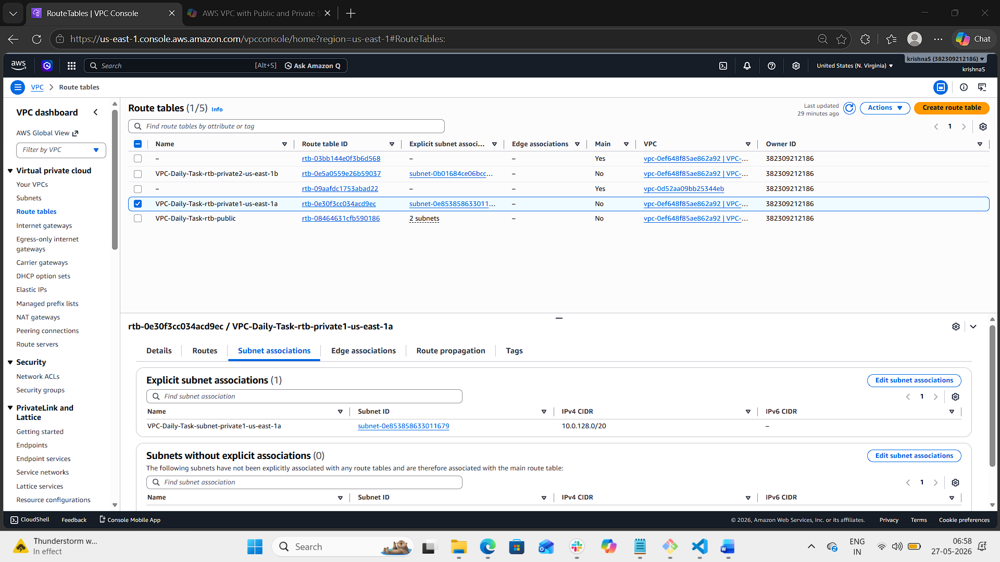 RouteTables | VPC Console
AWS VPC with Public and Private S
https://us-east-1.console.aws.amazon.com/vpcconsole/home?region=us-east-1#RouteTables:
Chat
aws
Search
[Alt+S]
Ask Amazon Q
United States (N. Virginia)
krishnaS (382309212186)
krishnaS
VPC
Route tables
VPC dashboard
AWS Global View
Filter by VPC
Virtual private cloud
Your VPCs
Subnets
Route tables
Internet gateways
Egress-only internet
gateways
Carrier gateways
DHCP option sets
Elastic IPs
Managed prefix lists
NAT gateways
Peering connections
Route servers
Security
Network ACLs
Security groups
PrivateLink and
Lattice
Getting started
Endpoints
Endpoint services
Service networks
Lattice services
Resource configurations
Route tables (1/5) Info
Last updated
29 minutes ago
Actions
Create route table
Find route tables by attribute or tag
1
Name Route table ID Explicit subnet associ... Edge associations Main VPC Owner ID
– rtb-03bb144e0f3b6d568 – – Yes vpc-0ef648f85ae862a92 | VPC-... 382309212186
VPC-Daily-Task-rtb-private2-us-east-1b rtb-0e5a0559e26b59037 subnet-0b01684ce06bcc... – No vpc-0ef648f85ae862a92 | VPC-... 382309212186
– rtb-09aafdc1753abad22 – – Yes vpc-0d52aa09bb25344eb 382309212186
VPC-Daily-Task-rtb-private1-us-east-1a rtb-0e30f3cc034acd9ec subnet-0e853858633011... – No vpc-0ef648f85ae862a92 | VPC-... 382309212186
VPC-Daily-Task-rtb-public rtb-08464631cfb590186 2 subnets – No vpc-0ef648f85ae862a92 | VPC-... 382309212186
rtb-0e30f3cc034acd9ec / VPC-Daily-Task-rtb-private1-us-east-1a
Details Routes Subnet associations Edge associations Route propagation Tags
Explicit subnet associations (1)
Edit subnet associations
Find subnet association
1
Name Subnet ID IPv4 CIDR IPv6 CIDR
VPC-Daily-Task-subnet-private1-us-east-1a subnet-0e853858633011679 10.0.128.0/20 –
Subnets without explicit associations (0)
Edit subnet associations
The following subnets have not been explicitly associated with any route tables and are therefore associated with the main route table:
Find subnet association
1
Name Subnet ID IPv4 CIDR IPv6 CIDR
CloudShell Feedback Console Mobile App
© 2026, Amazon Web Services, Inc. or its affiliates. Privacy Terms Cookie preferences
Thunderstorm w...
In effect
Search
ENG
IN
06:58
27-05-2026